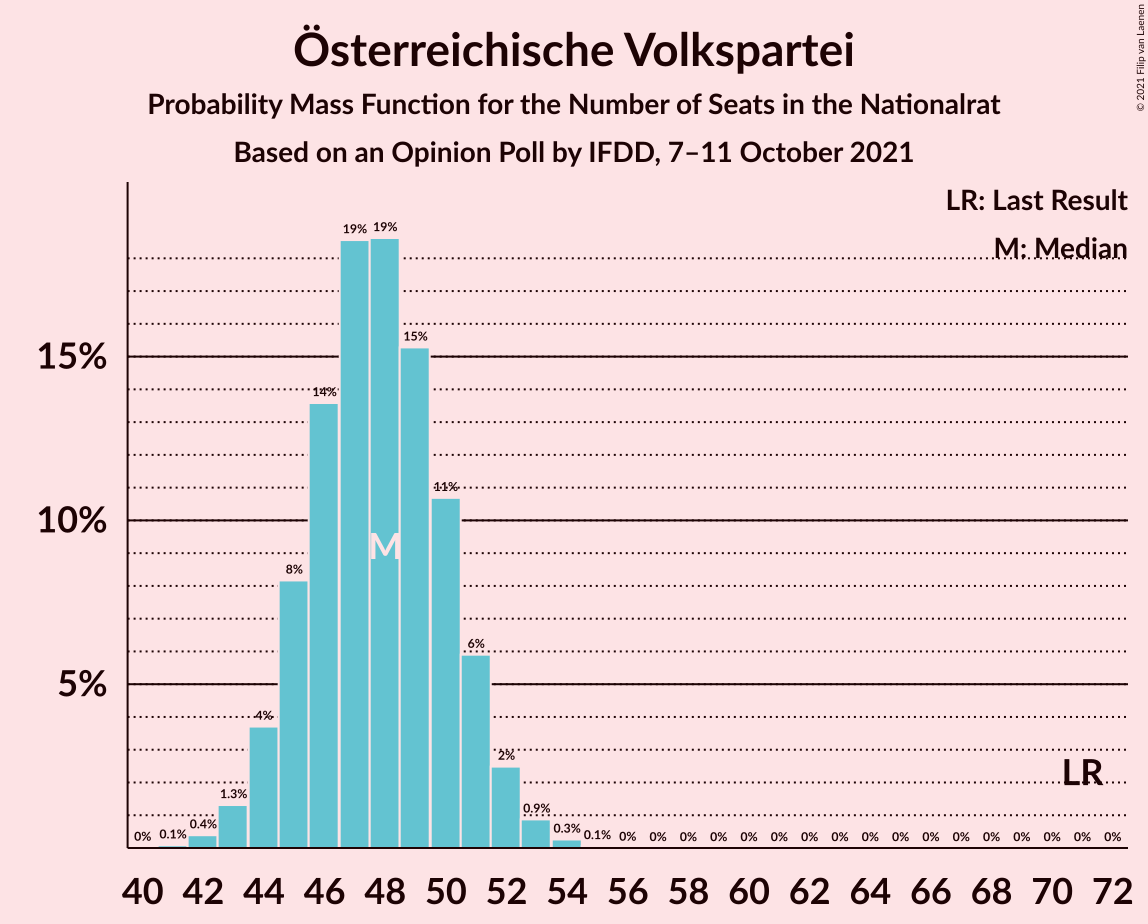 Österreichische Volkspartei
Probability Mass Function for the Number of Seats in the Nationalrat
Based on an Opinion Poll by IFDD, 7–11 October 2021
© 2021 Filip van Laenen
LR: Last Result
M: Median
15%
10%
5%
0% 0.1% 0.4% 1.3% 4% 8% 14% 19% 19% 15% 11% 6% 2% 0.9% 0.3% 0.1% 0% 0% 0% 0% 0% 0% 0% 0% 0% 0% 0% 0% 0% 0% 0% 0% 0%
M
LR
40 42 44 46 48 50 52 54 56 58 60 62 64 66 68 70 72